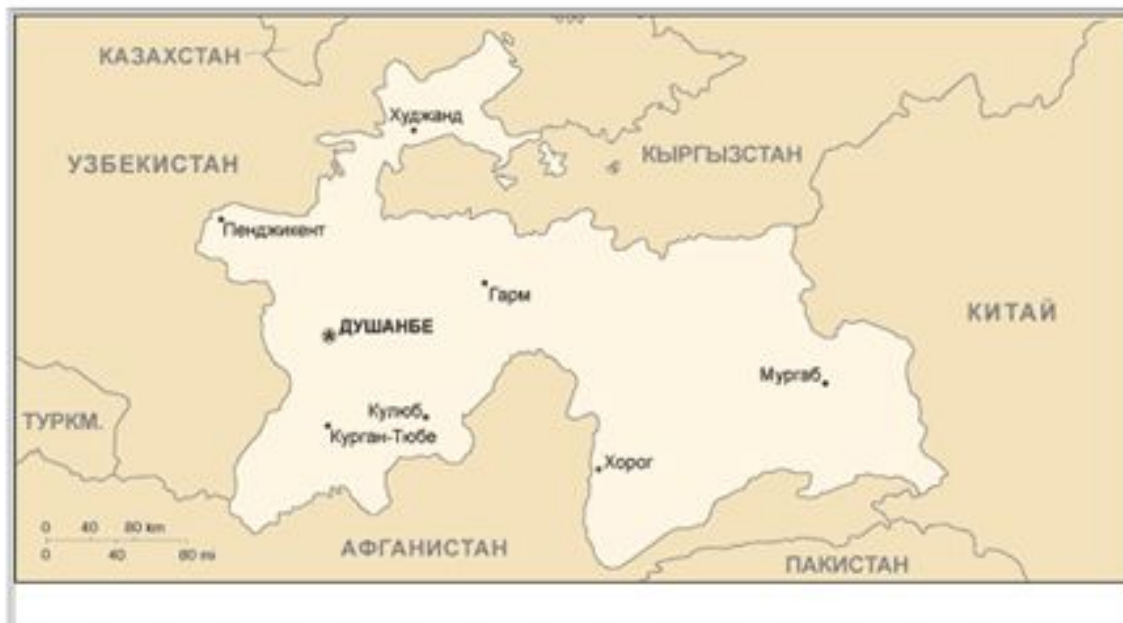 КАЗАХСТАН
Худжанд
КЫРГЫЗСТАН
УЗБЕКИСТАН
Пенджикент
Гарм
КИТАЙ
ДУШАНБЕ
Мургаб
Кулюб
ТУРКМ.
Курган-Тюбе
Хорог
0 40 80 km
0 40 80 mi
АФГАНИСТАН
ПАКИСТАН